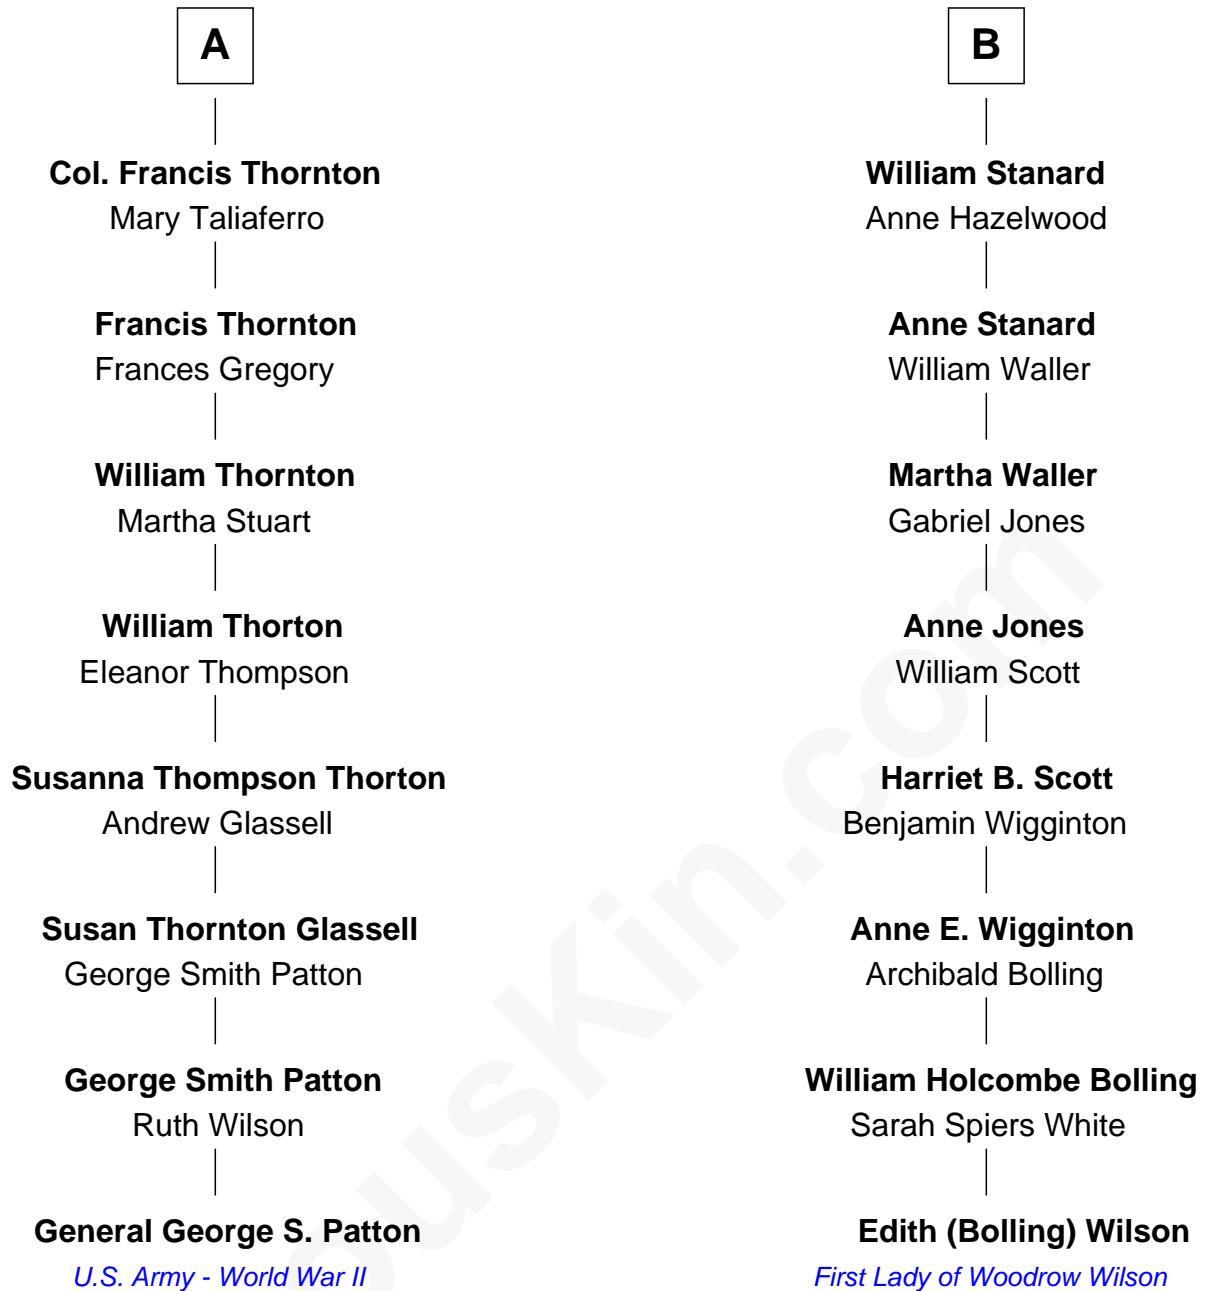 A
Col. Francis Thornton
Mary Taliaferro
Francis Thornton
Frances Gregory
William Thornton
Martha Stuart
William Thorton
Eleanor Thompson
Susanna Thompson Thorton
Andrew Glassell
Susan Thornton Glassell
George Smith Patton
George Smith Patton
Ruth Wilson
General George S. Patton
U.S. Army - World War II
B
William Stanard
Anne Hazelwood
Anne Stanard
William Waller
Martha Waller
Gabriel Jones
Anne Jones
William Scott
Harriet B. Scott
Benjamin Wigginton
Anne E. Wigginton
Archibald Bolling
William Holcombe Bolling
Sarah Spiers White
Edith (Bolling) Wilson
First Lady of Woodrow Wilson
ousKin.com